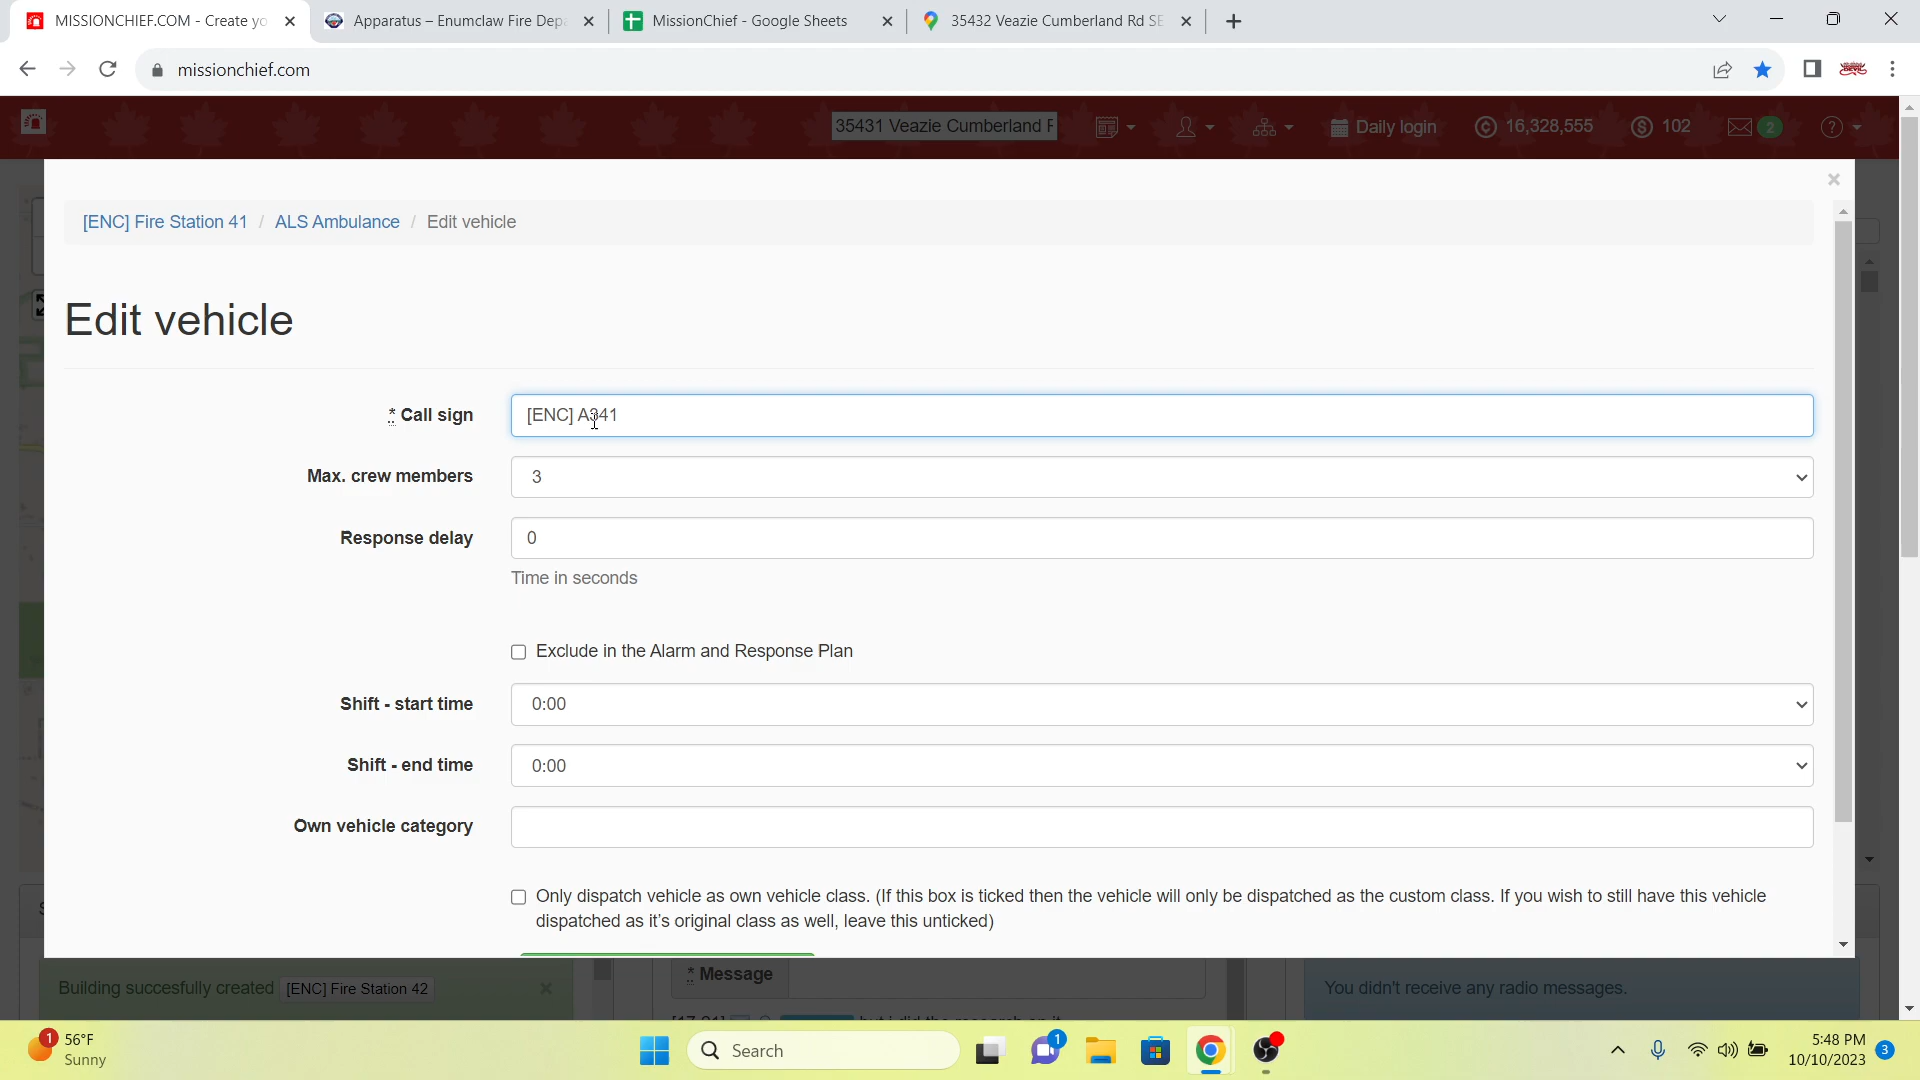 MISSIONCHIEF.COM - Create yo
Apparatus – Enumclaw Fire Dep
MissionChief - Google Sheets
35432 Veazie Cumberland Rd SE
missionchief.com
35431 Veazie Cumberland F
Daily login
16,328,555
102
2
[ENC] Fire Station 41 / ALS Ambulance / Edit vehicle
Edit vehicle
* Call sign
[ENC] A341
Max. crew members
3
Response delay
0
Time in seconds
Exclude in the Alarm and Response Plan
Shift - start time
0:00
Shift - end time
0:00
Own vehicle category
Only dispatch vehicle as own vehicle class. (If this box is ticked then the vehicle will only be dispatched as the custom class. If you wish to still have this vehicle
dispatched as it's original class as well, leave this unticked)
Building succesfully created [ENC] Fire Station 42
* Message
You didn't receive any radio messages.
1
56°F
Sunny
Search
1
5:48 PM
10/10/2023
3